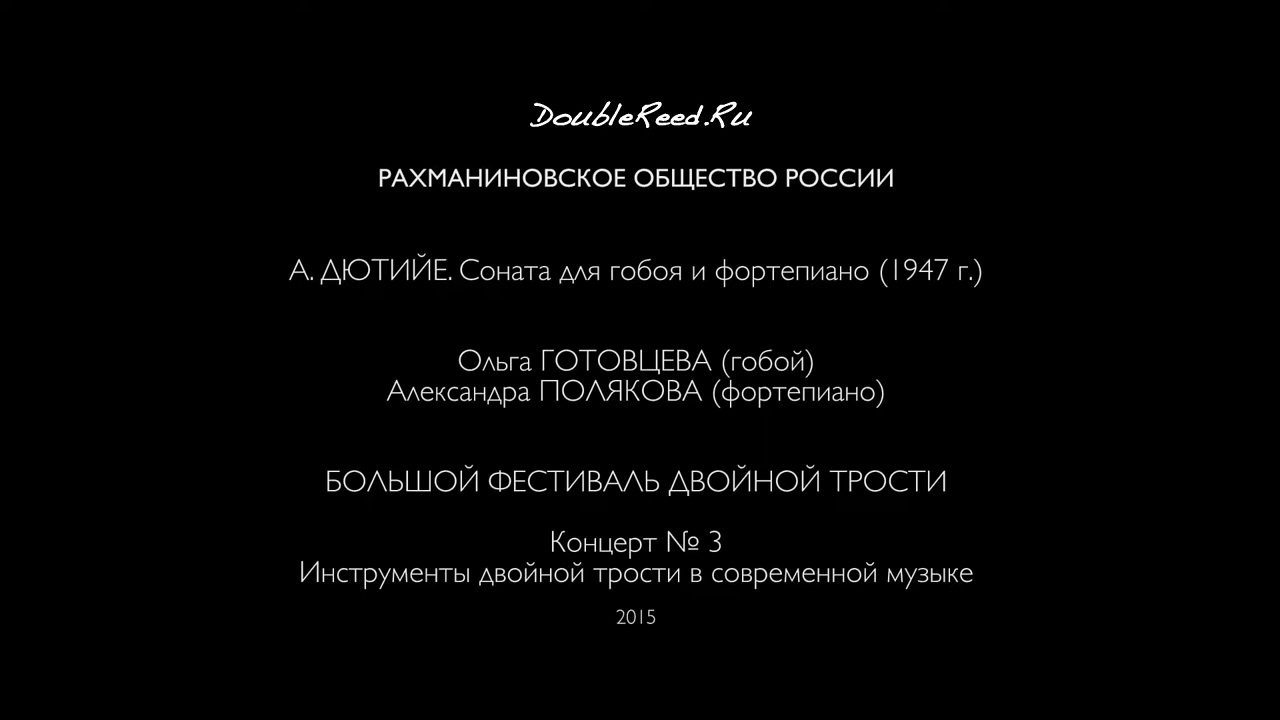 DoubleReed.Ru
РАХМАНИНОВСКОЕ ОБЩЕСТВО РОССИИ
А. ДЮТИЙЕ. Соната для гобоя и фортепиано (1947 г.)
Ольга ГОТОВЦЕВА (гобой)
Александра ПОЛЯКОВА (фортепиано)
БОЛЬШОЙ ФЕСТИВАЛЬ ДВОЙНОЙ ТРОСТИ
Концерт № 3
Инструменты двойной трости в современной музыке
2015